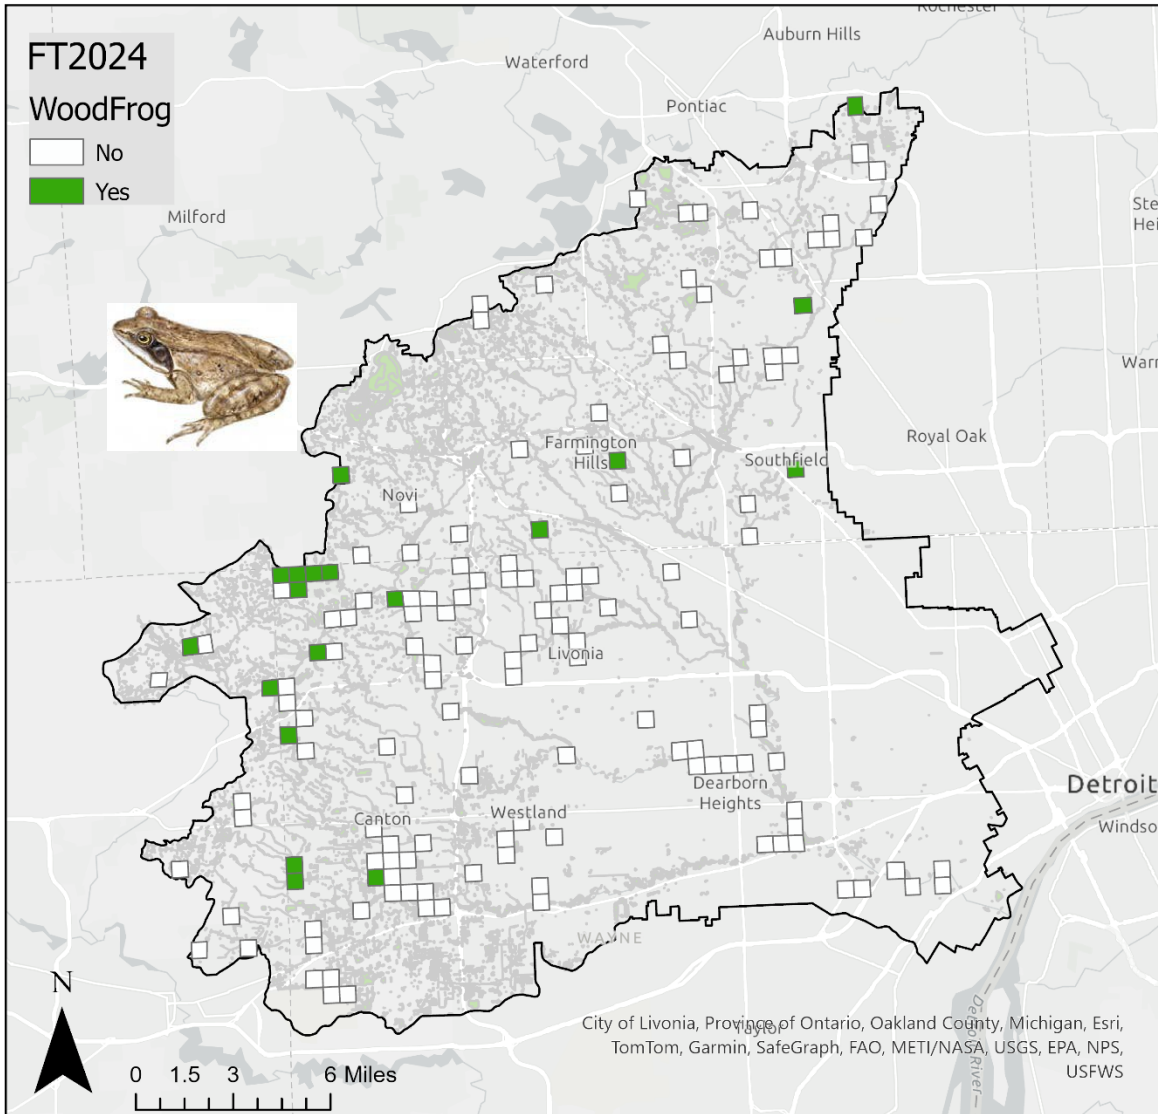 Rochester
Auburn Hills
FT2024
Waterford
WoodFrog
Pontiac
No
Yes
Milford
Ste
Hei
Warr
Farmington
Hills
Royal Oak
Southfield
Novi
Livonia
Dearborn
Heights
Detroit
Westland
Canton
Windso
WAYNE
N
Taylor
City of Livonia, Province of Ontario, Oakland County, Michigan, Esri,
TomTom, Garmin, SafeGraph, FAO, METI/NASA, USGS, EPA, NPS,
USFWS
Detroit River
0 1.5 3 6 Miles